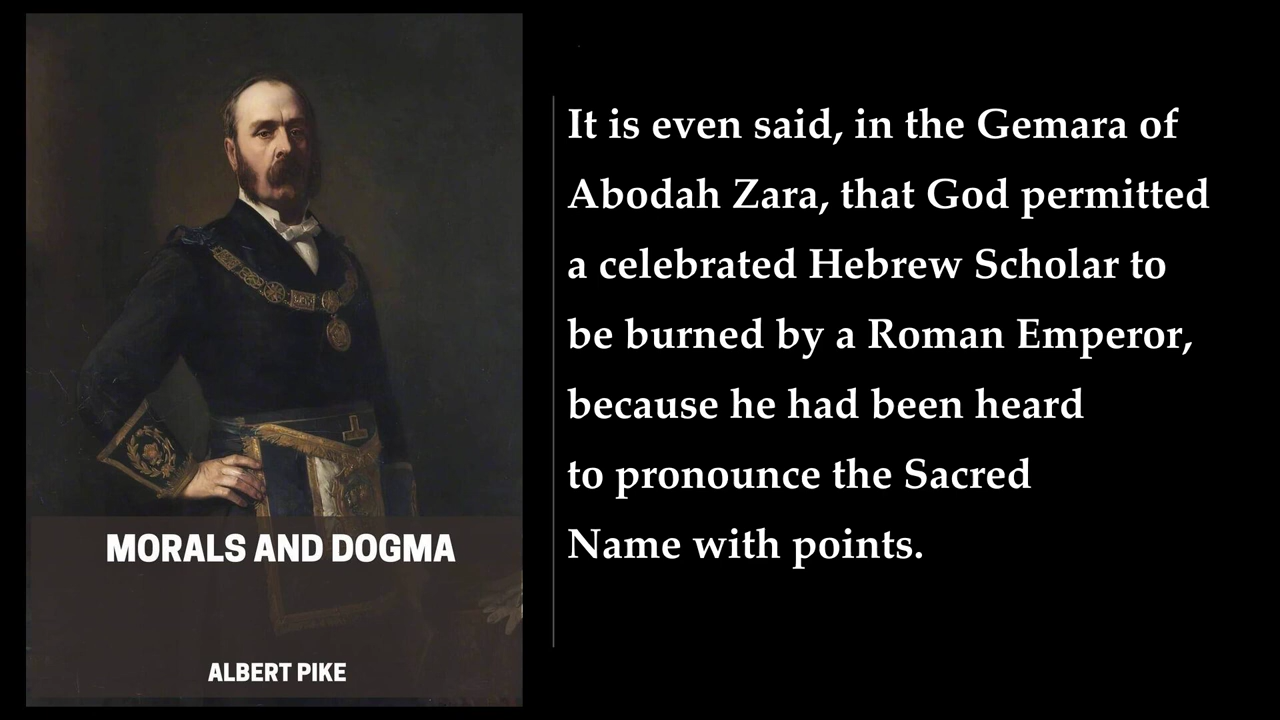 MORALS AND DOGMA
ALBERT PIKE
It is even said, in the Gemara of
Abodah Zara, that God permitted
a celebrated Hebrew Scholar to
be burned by a Roman Emperor,
because he had been heard
to pronounce the Sacred
Name with points.